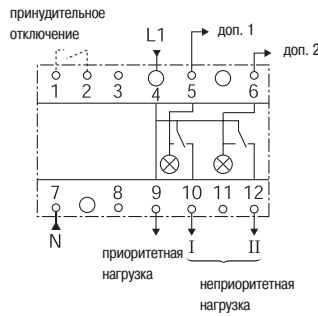 принудительное
отключение
L1
доп. 1
доп. 2
1 2 3 4 5 6
7 8 9 10 11 12
N
приоритетная
нагрузка
I II
неприоритетная
нагрузка